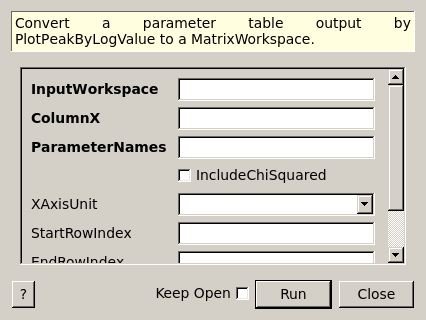 Convert a parameter table output by
PlotPeakByLogValue to a MatrixWorkspace.
InputWorkspace
ColumnX
ParameterNames
IncludeChiSquared
XAxisUnit
StartRowIndex
EndRowIndex
?
Keep Open
Run
Close